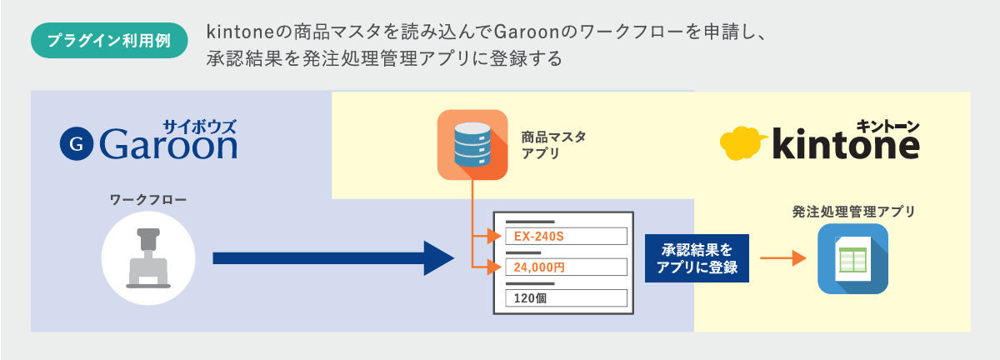 プラグイン利用例
kintoneの商品マスタを読み込んでGaroonのワークフローを申請し、
承認結果を発注処理管理アプリに登録する
サイボウズ
G Garoon
商品マスタ
アプリ
キントーン
kintone
ワークフロー
発注処理管理アプリ
EX-240S
24,000円
120個
承認結果を
アプリに登録